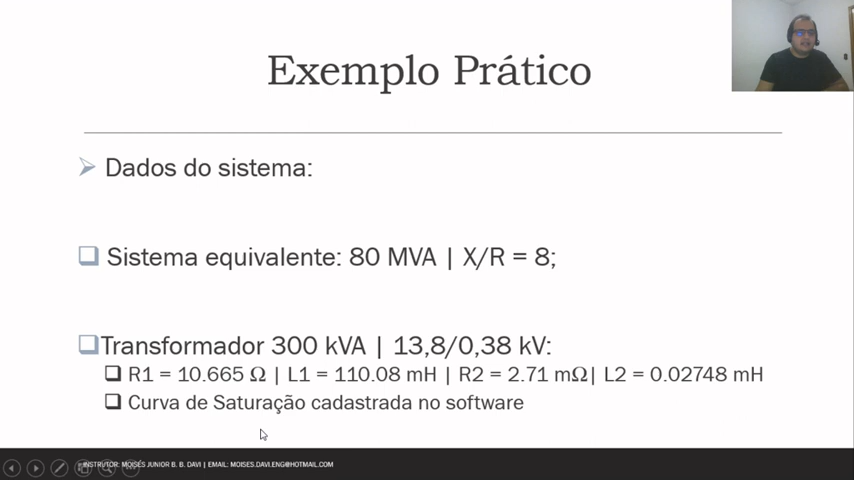 Exemplo Prático
Dados do sistema:
Sistema equivalente: 80 MVA | X/R = 8;
Transformador 300 kVA | 13,8/0,38 kV:
R1 = 10.665 Ω | L1 = 110.08 mH | R2 = 2.71 mΩ| L2 = 0.02748 mH
Curva de Saturação cadastrada no software
INSTRUTOR: MOISÉS JUNIOR B. B. DAVI | EMAIL: MOISES.DAVI.ENG@HOTMAIL.COM